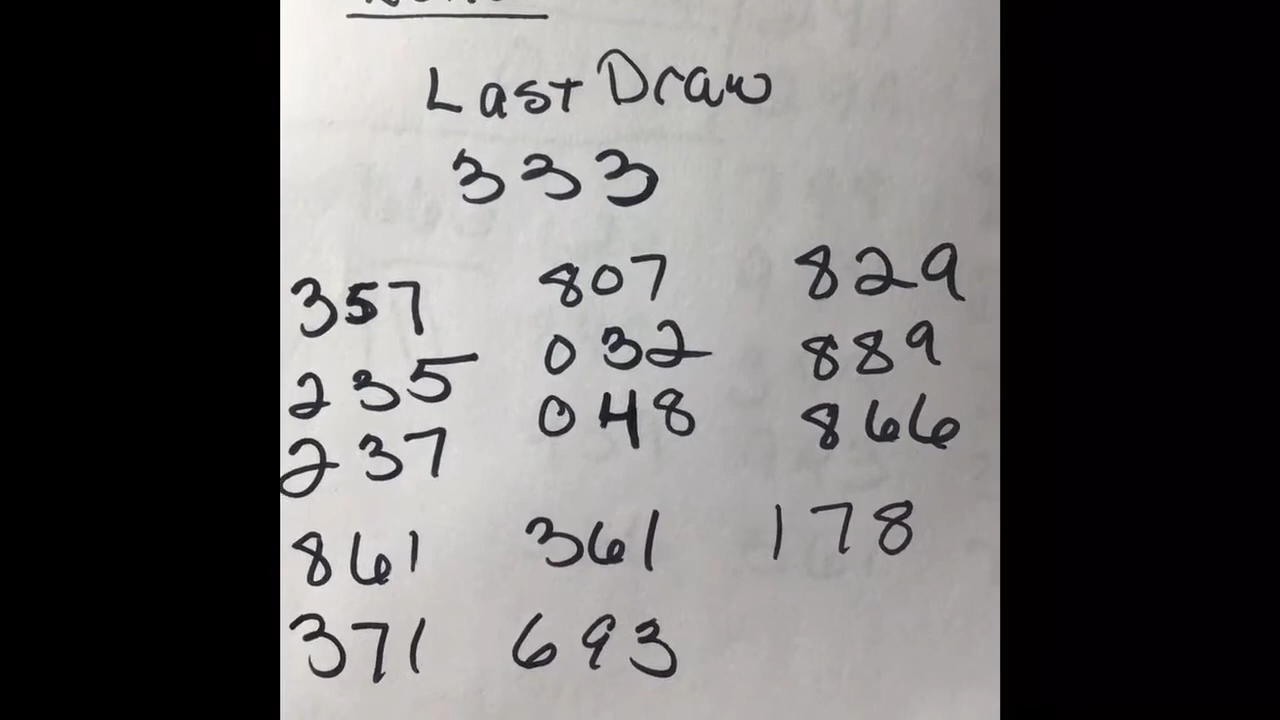 Last Draw
333
357 807 829
235 032 889
237 048 866
861 361 178
371 693